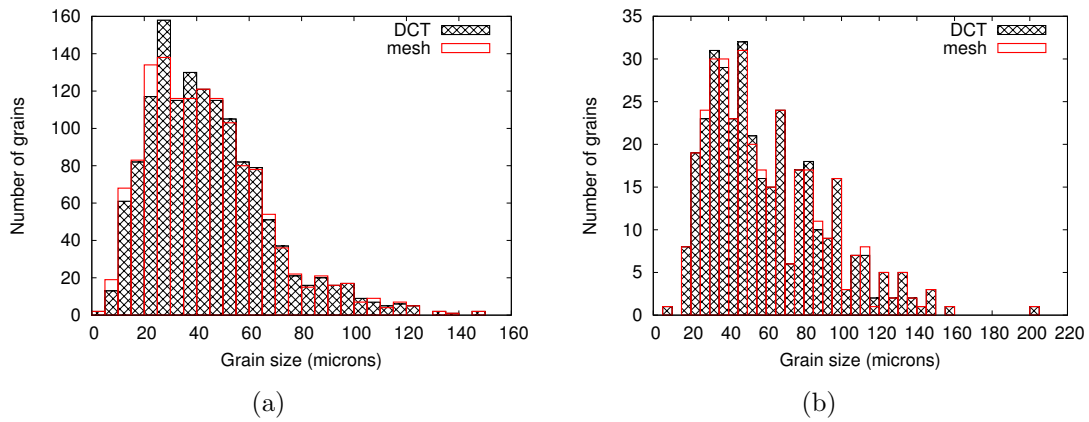 160
140
120
100
80
60
40
20
0
Number of grains
DCT
mesh
0 20 40 60 80 100 120 140 160
Grain size (microns)
(a)
35
30
25
20
15
10
5
0
Number of grains
DCT
mesh
0 20 40 60 80 100 120 140 160 180 200 220
Grain size (microns)
(b)